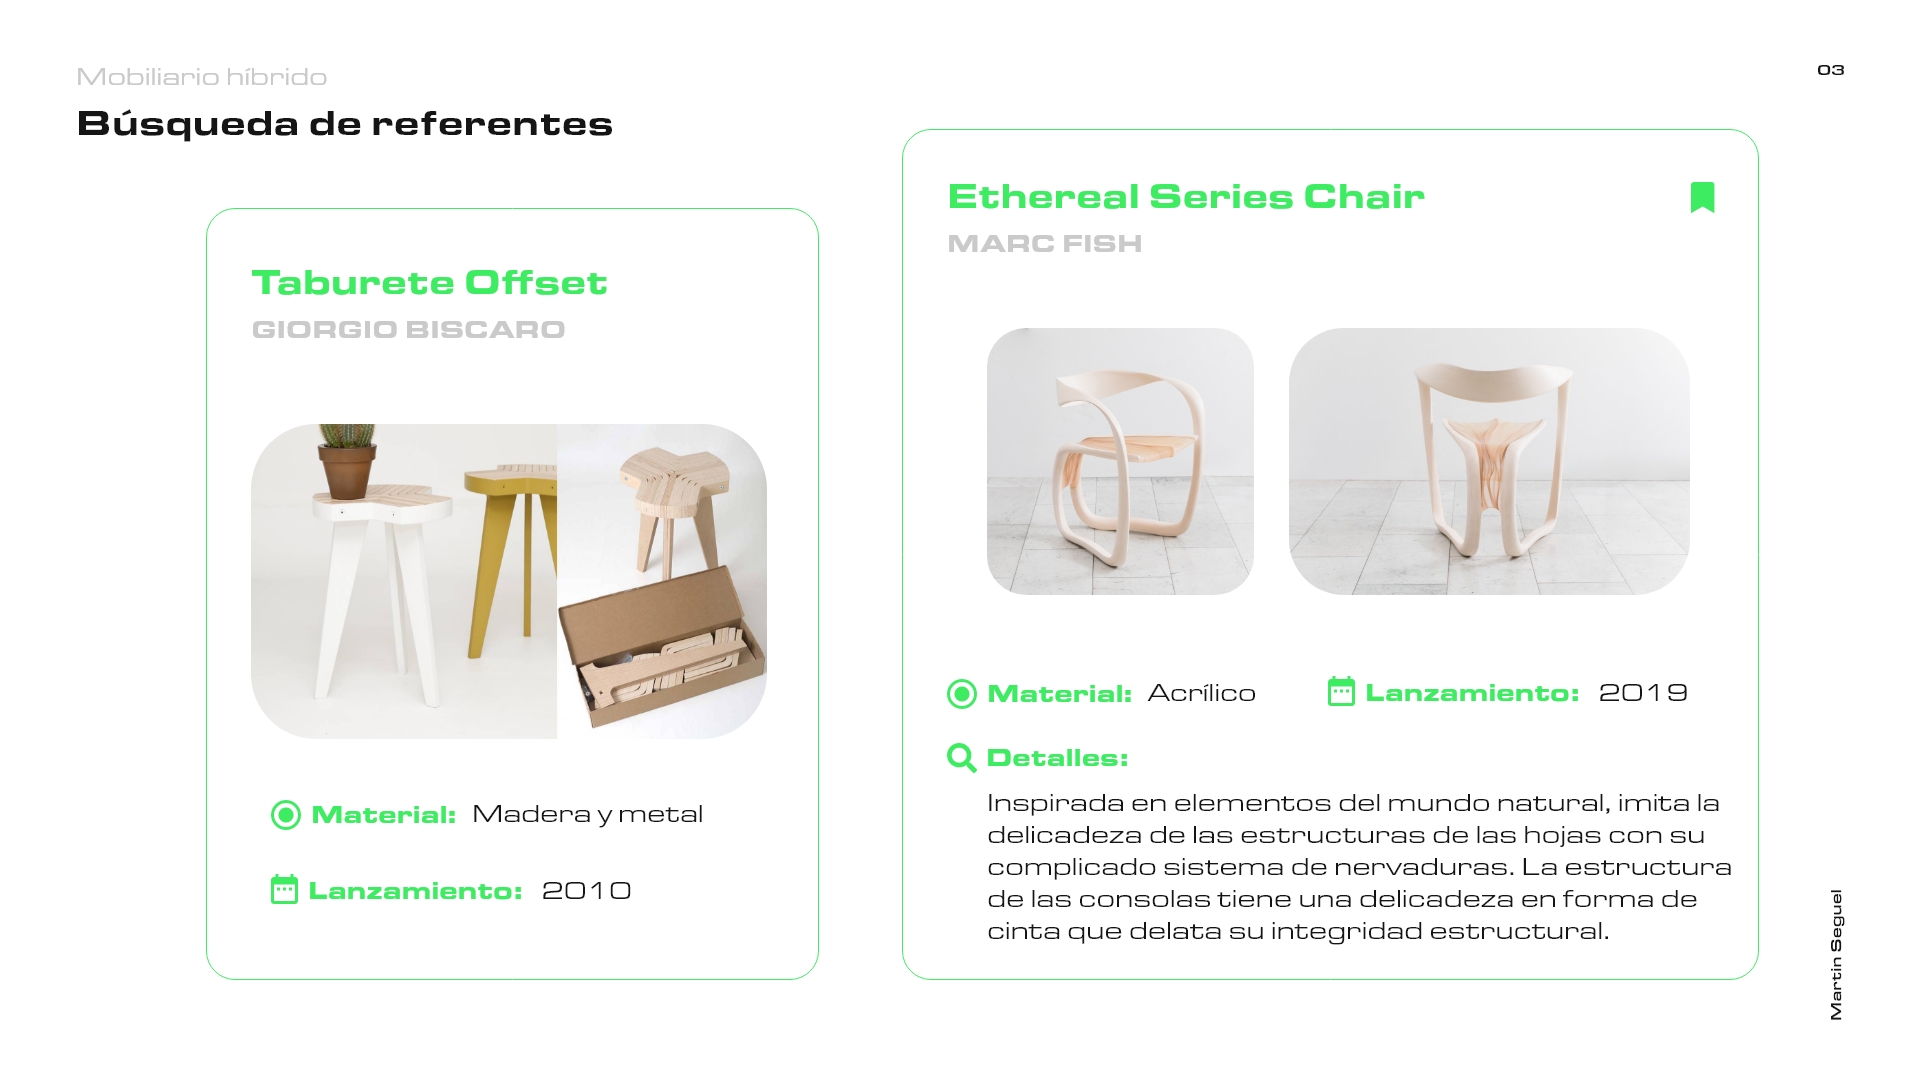 Mobiliario híbrido
Búsqueda de referentes
03
Taburete Offset
GIORGIO BISCARO
Material: Madera y metal
Lanzamiento: 2010
Ethereal Series Chair
MARC FISH
Material: Acrílico
Lanzamiento: 2019
Detalles:
Inspirada en elementos del mundo natural, imita la
delicadeza de las estructuras de las hojas con su
complicado sistema de nervaduras. La estructura
de las consolas tiene una delicadeza en forma de
cinta que delata su integridad estructural.
Martin Seguel